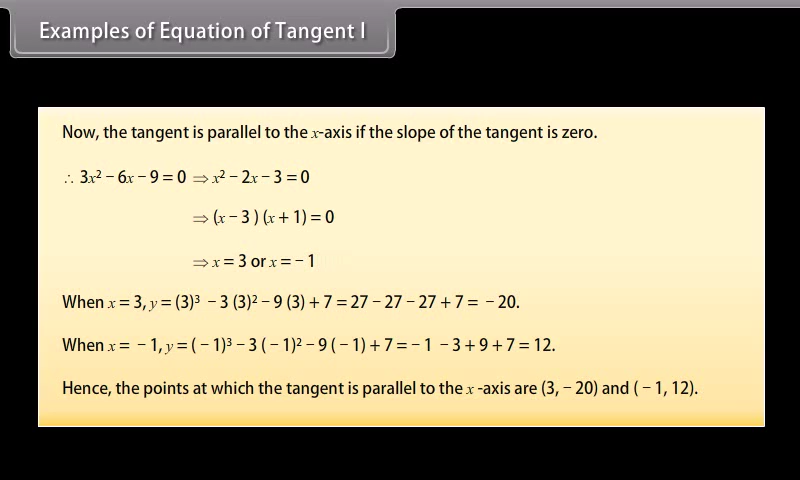 Examples of Equation of Tangent I
Now, the tangent is parallel to the x-axis if the slope of the tangent is zero.
∴ 3x² − 6x − 9 = 0 ⇒ x² − 2x − 3 = 0
⇒ (x − 3 ) (x + 1) = 0
⇒ x = 3 or x = − 1
When x = 3, y = (3)³ − 3 (3)² − 9 (3) + 7 = 27 − 27 − 27 + 7 = − 20.
When x = − 1, y = ( − 1)³ − 3 ( − 1)² − 9 ( − 1) + 7 = − 1 − 3 + 9 + 7 = 12.
Hence, the points at which the tangent is parallel to the x -axis are (3, − 20) and ( − 1, 12).